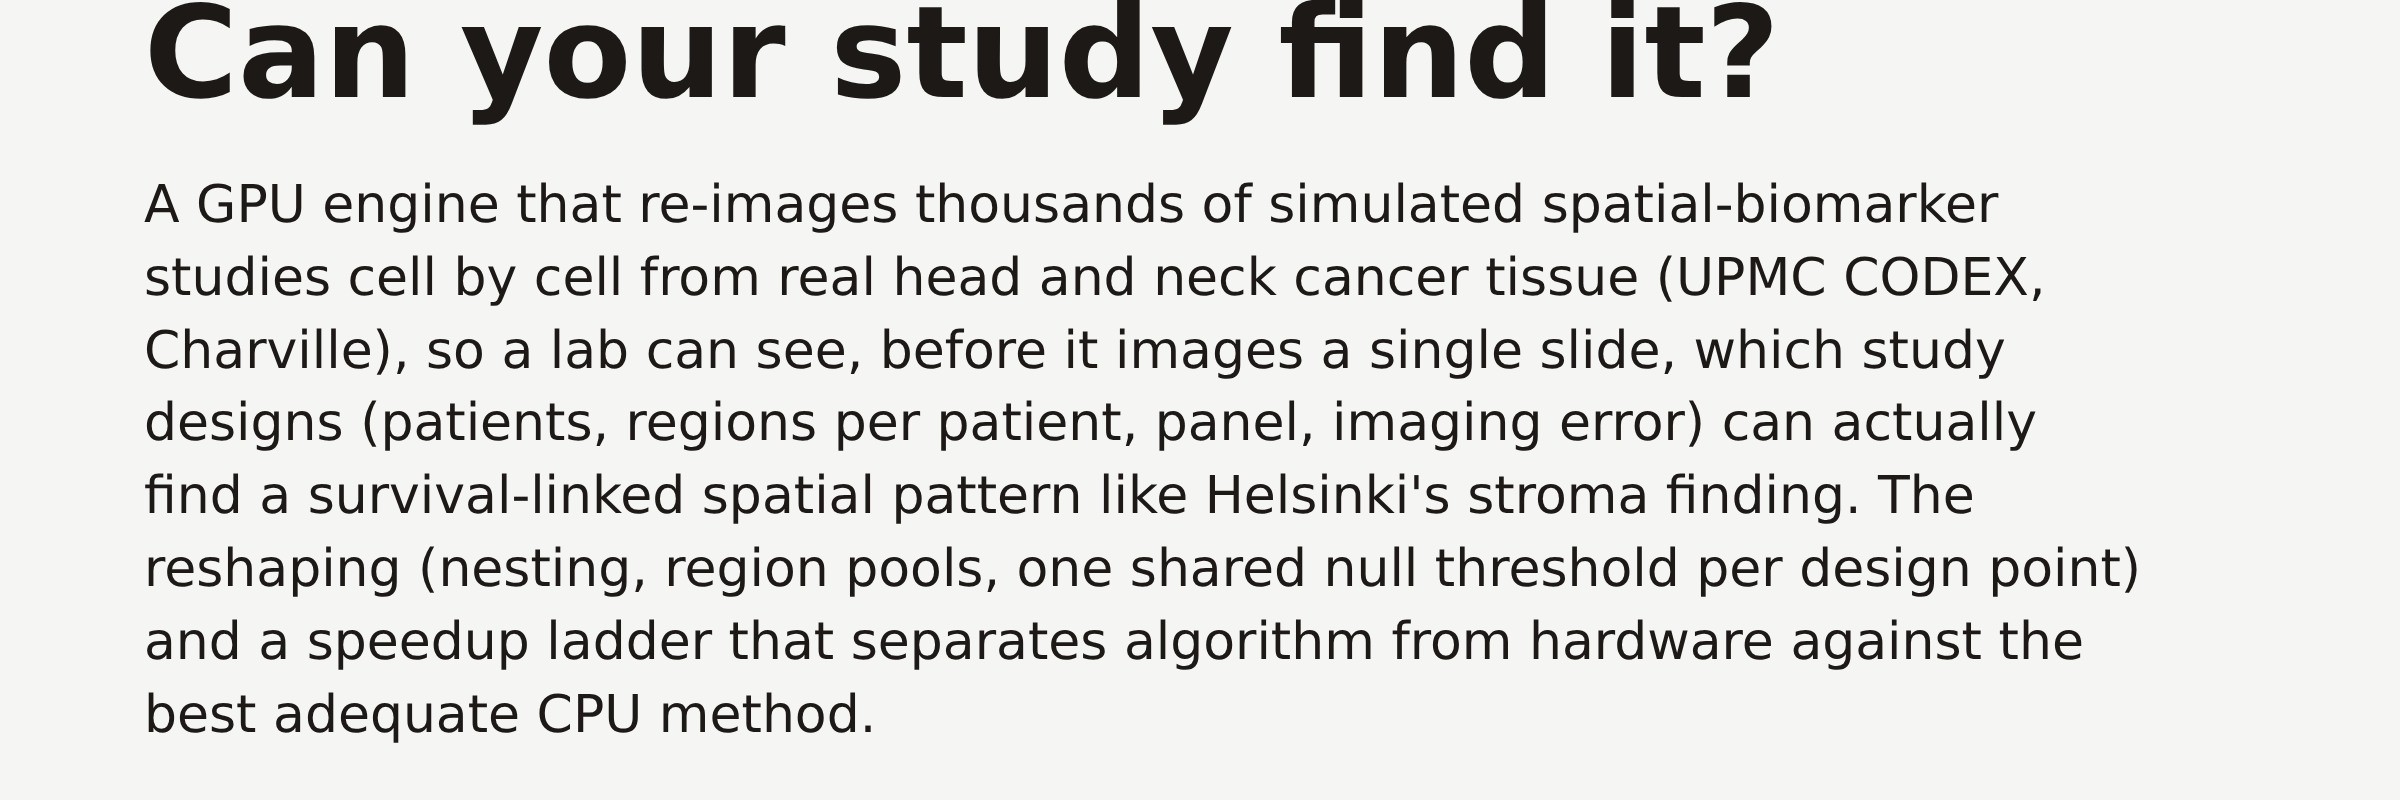 Can your study find it?
A GPU engine that re-images thousands of simulated spatial-biomarker
studies cell by cell from real head and neck cancer tissue (UPMC CODEX,
Charville), so a lab can see, before it images a single slide, which study
designs (patients, regions per patient, panel, imaging error) can actually
find a survival-linked spatial pattern like Helsinki's stroma finding. The
reshaping (nesting, region pools, one shared null threshold per design point)
and a speedup ladder that separates algorithm from hardware against the
best adequate CPU method.